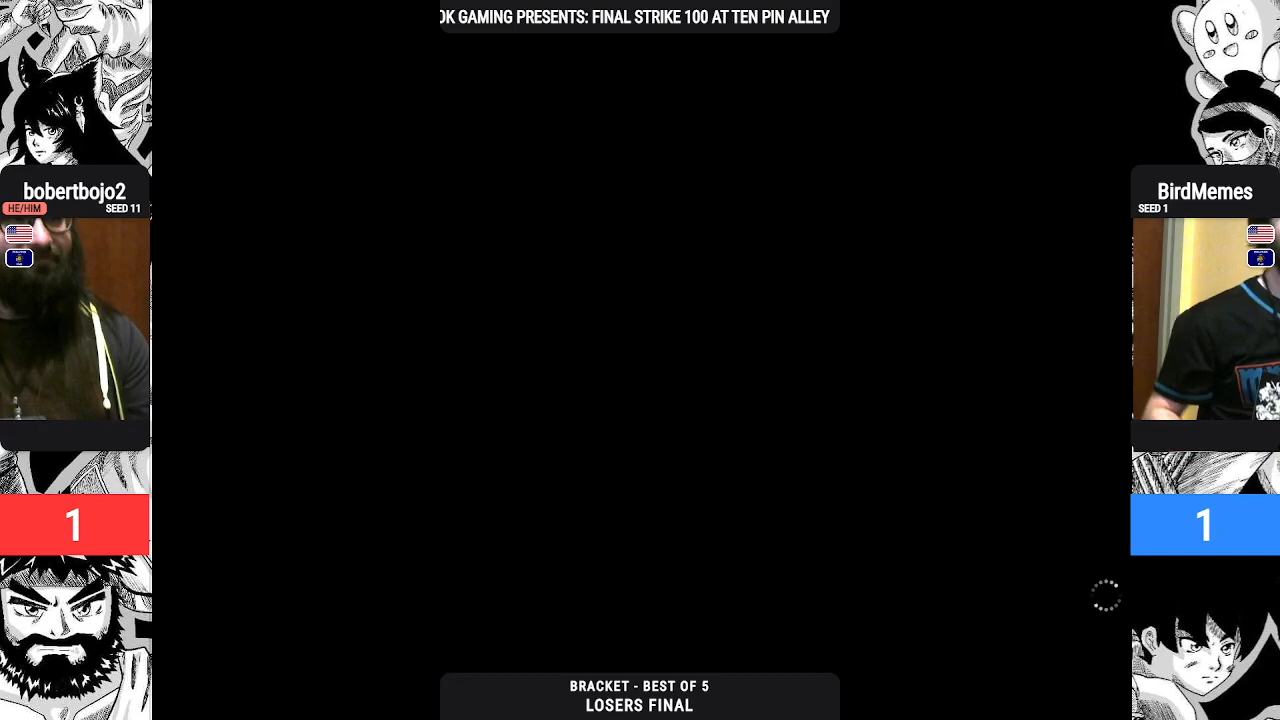 OK GAMING PRESENTS: FINAL STRIKE 100 AT TEN PIN ALLEY
bobertbojo2
HE/HIM
SEED 11
BirdMemes
SEED 1
1
1
BRACKET - BEST OF 5
LOSERS FINAL